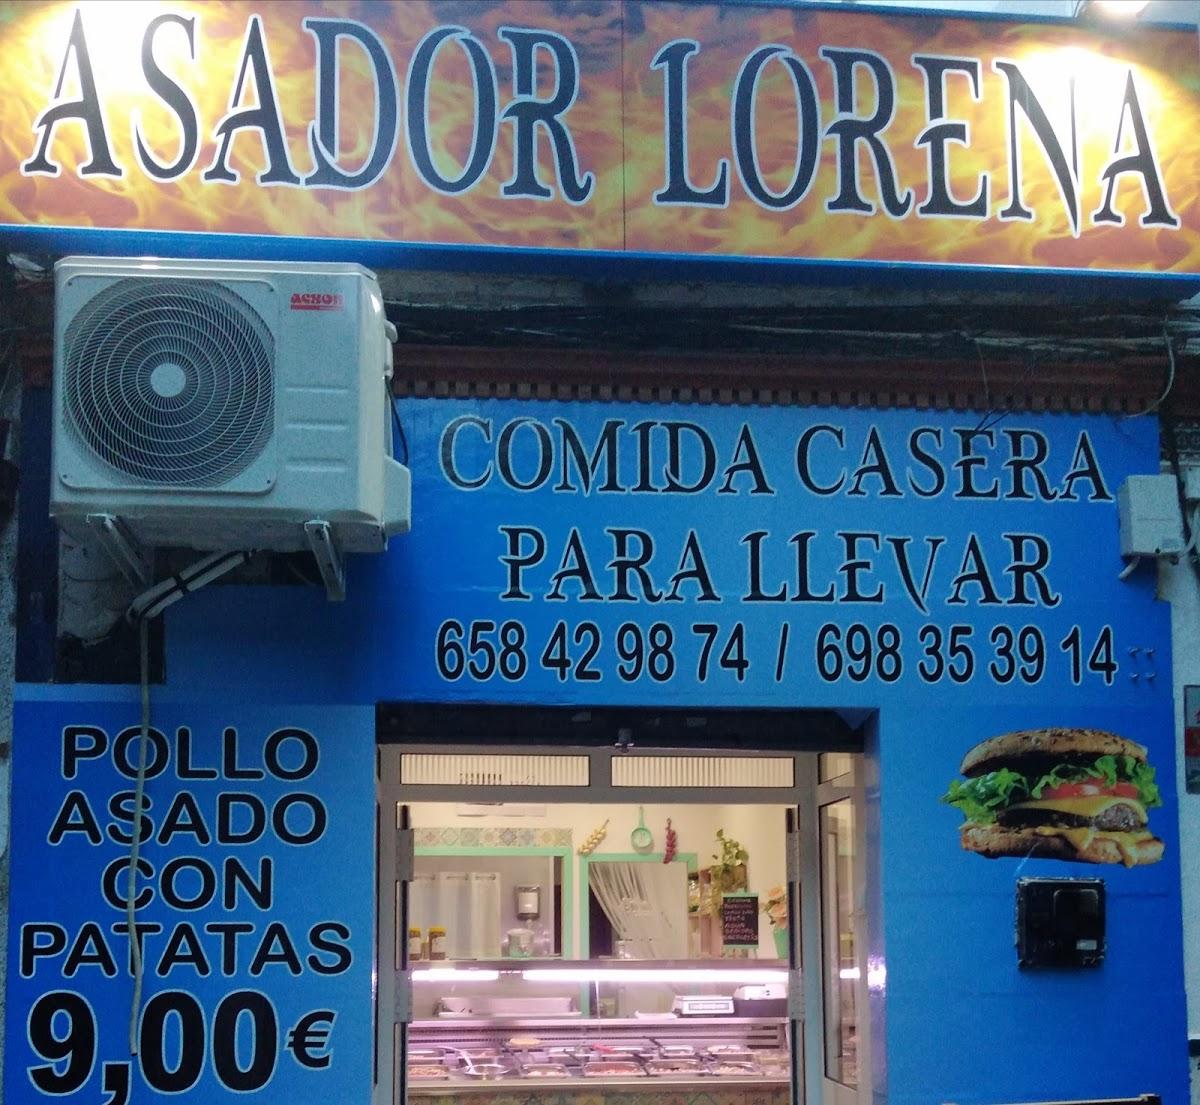 ASADOR LORENA
COMIDA CASERA
PARA LLEVAR
658 42 98 74 / 698 35 39 14
POLLO
ASADO
CON
PATATAS
9,00€